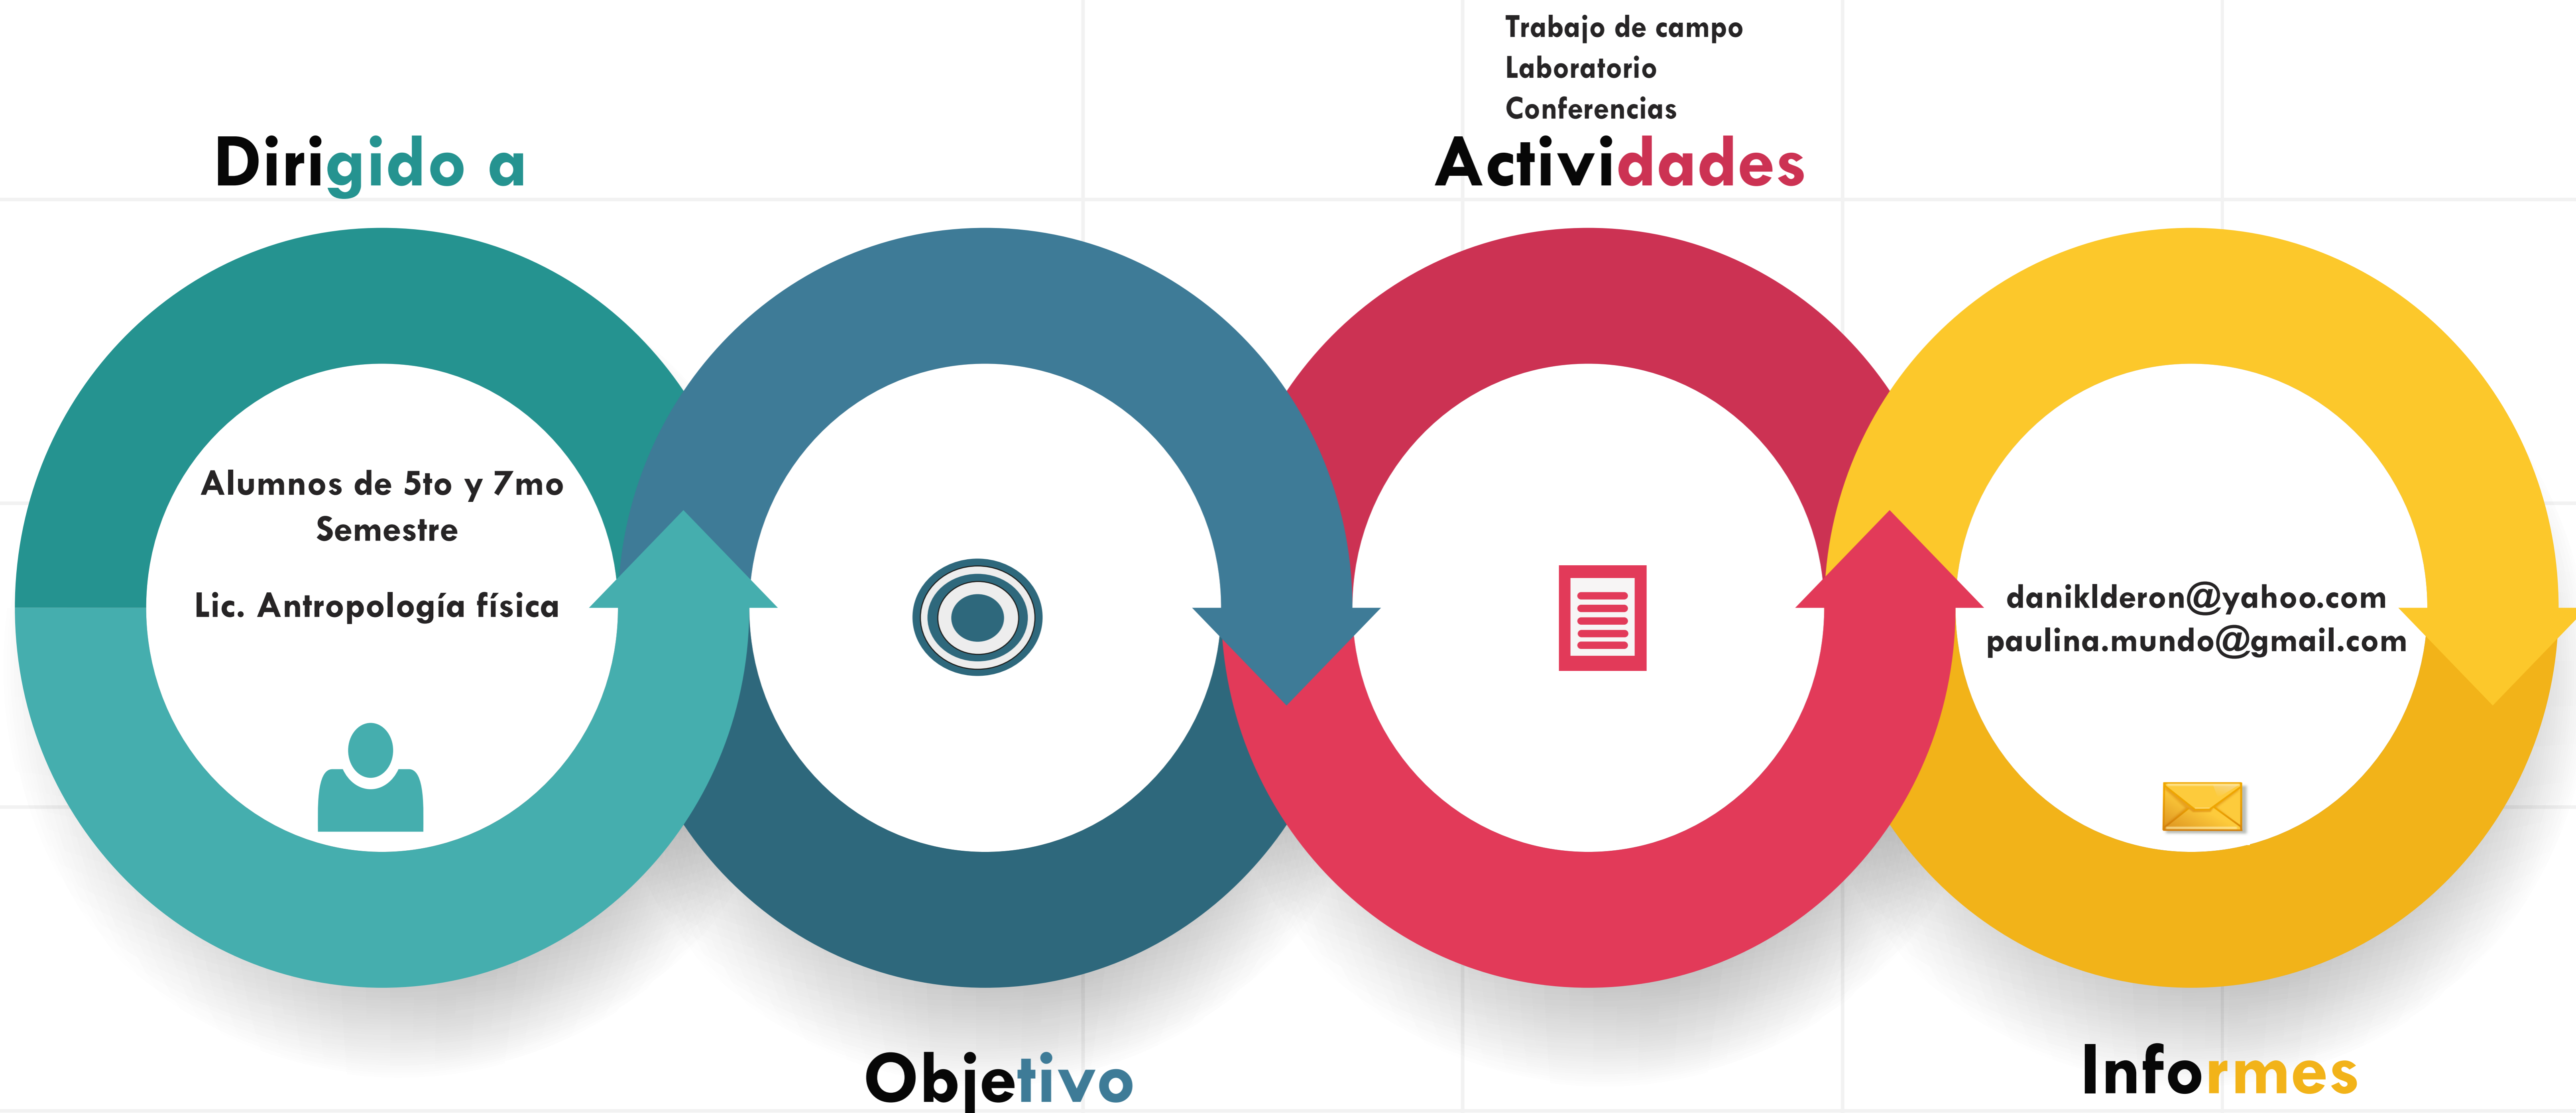 Trabajo de campo
Laboratorio
Conferencias
Dirigido a
Actividades
Alumnos de 5to y 7mo
Semestre
Lic. Antropología física
daniklderon@yahoo.com
paulina.mundo@gmail.com
Objetivo
Informes